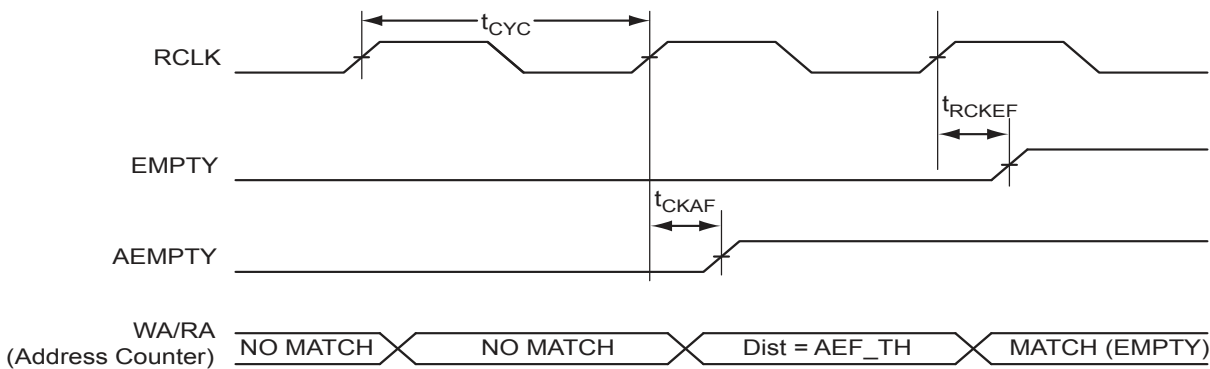 tCYC
RCLK
tRCKEF
EMPTY
tCKAF
AEMPTY
WA/RA
(Address Counter)
NO MATCH
NO MATCH
Dist = AEF_TH
MATCH (EMPTY)